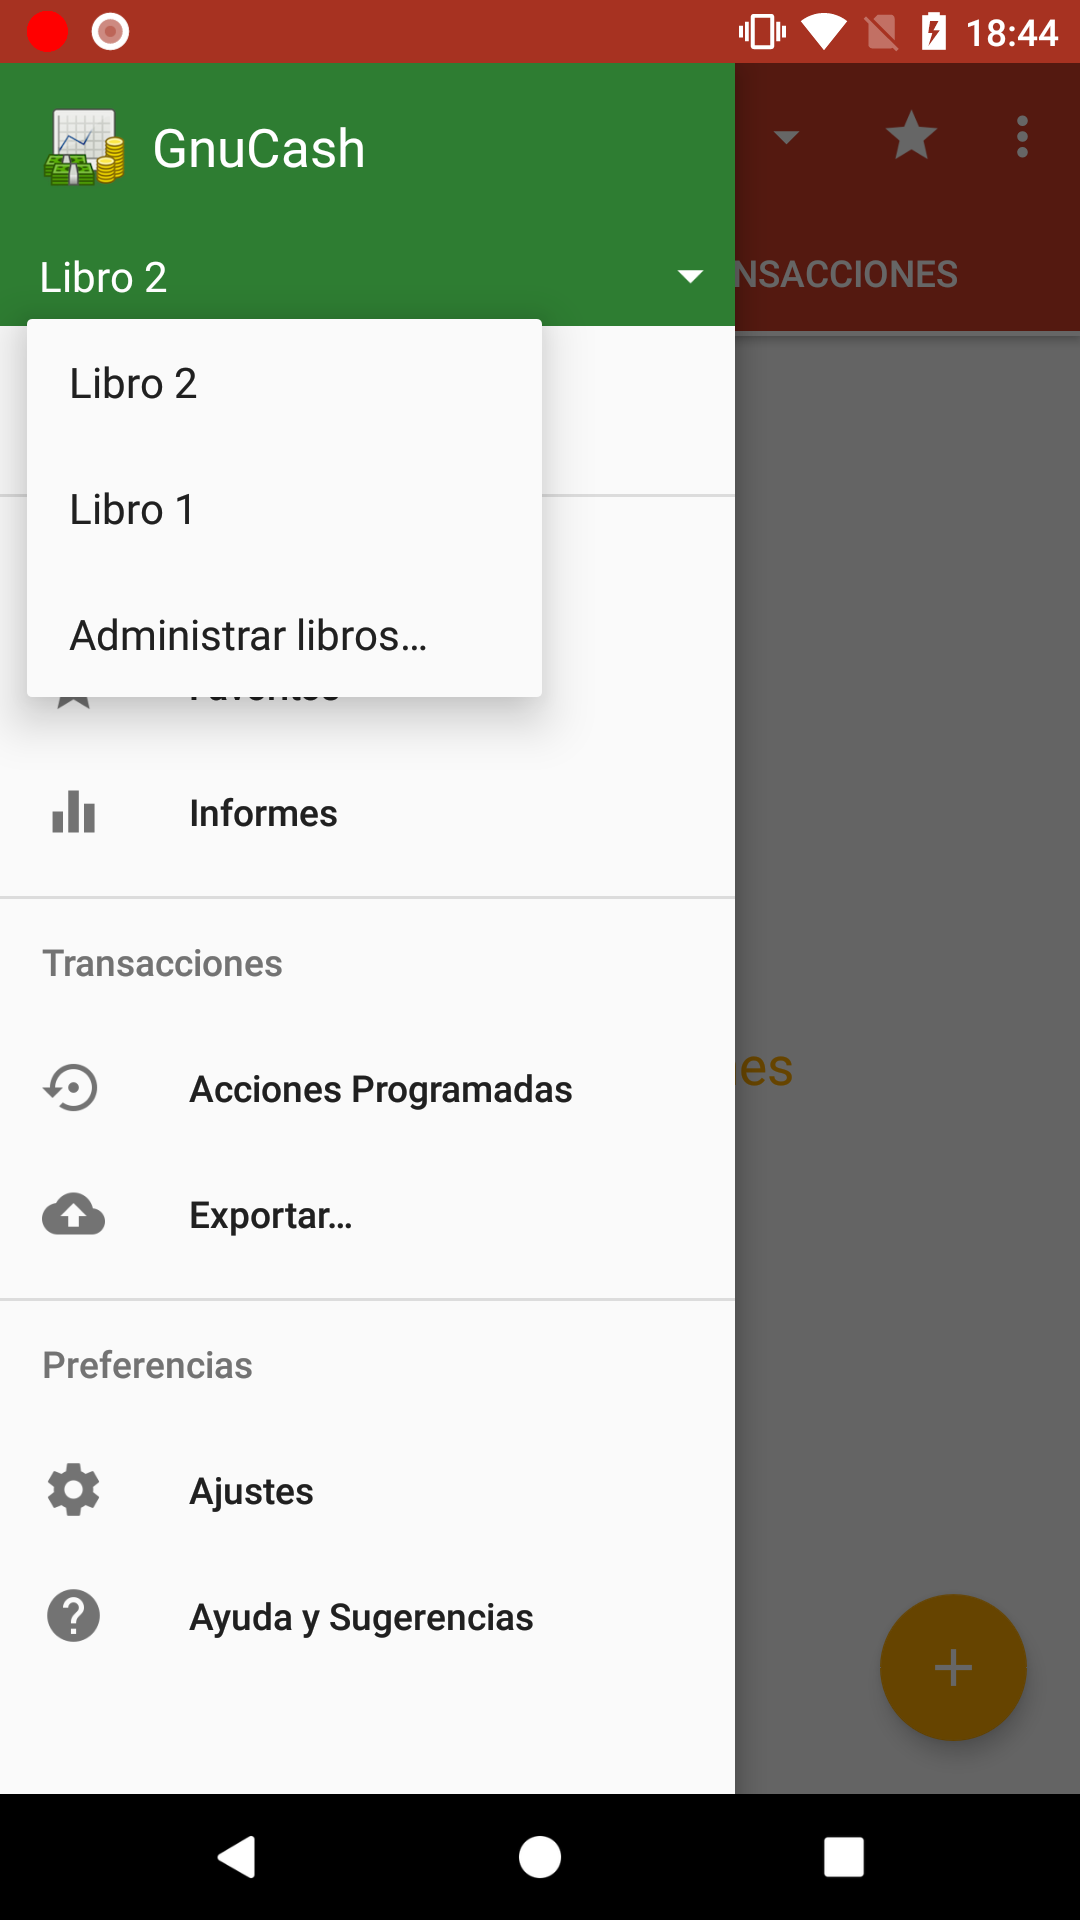 18:44
GnuCash
Libro 2
NSACCIONES
Libro 2
Libro 1
Administrar libros...
Favoritos
Informes
Transacciones
es
Acciones Programadas
Exportar...
Preferencias
Ajustes
Ayuda y Sugerencias